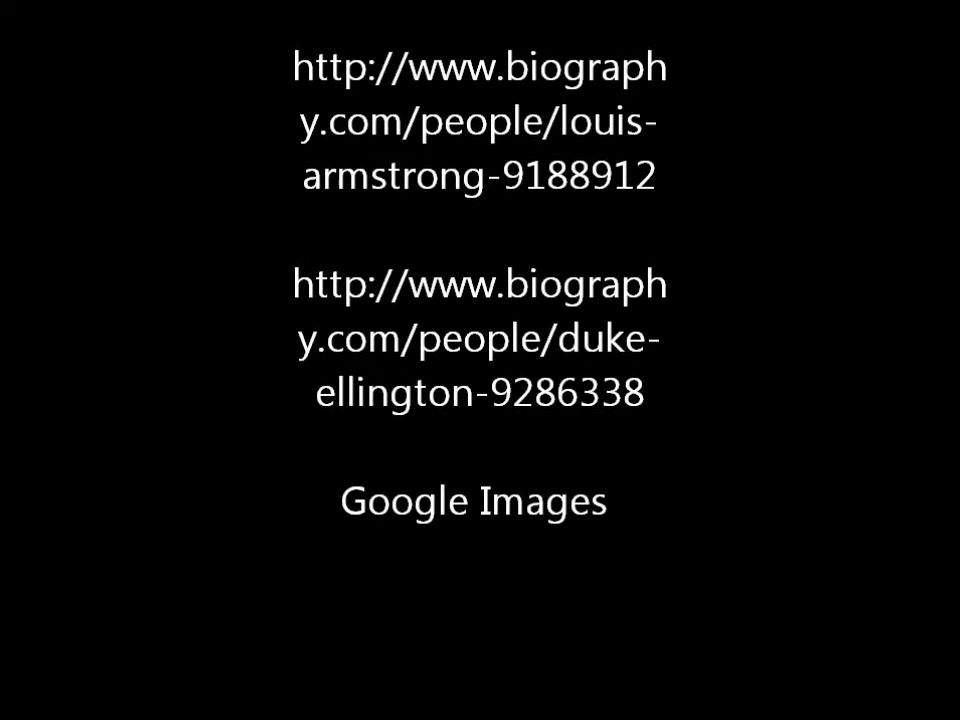 http://www.biograph
y.com/people/louis-
armstrong-9188912
http://www.biograph
y.com/people/duke-
ellington-9286338
Google Images